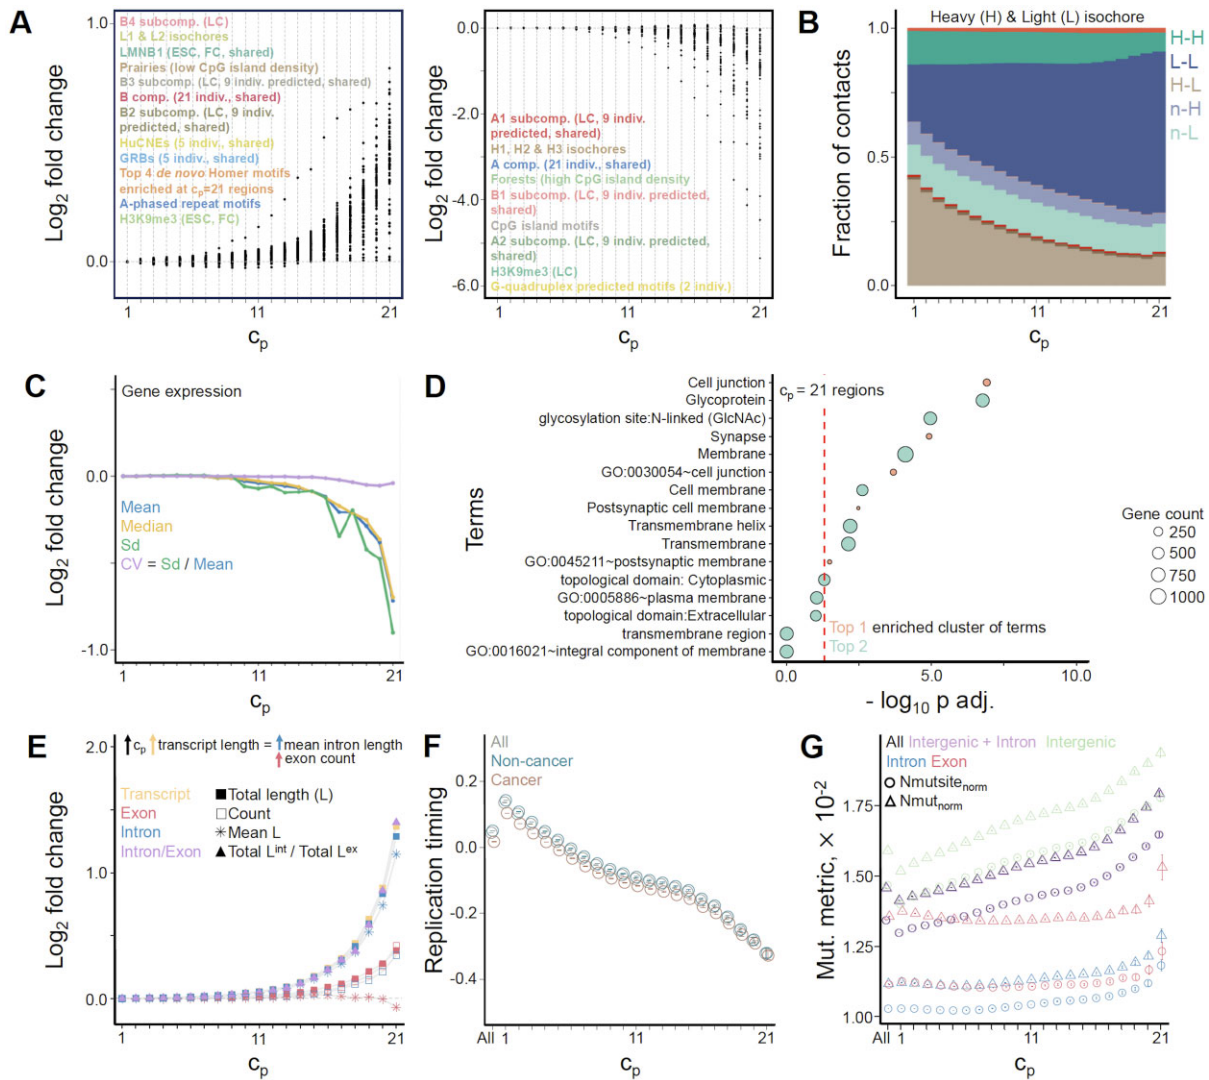 A
Log2 fold change
1.0
0.5
0.0
B4 subcomp. (LC)
L1 & L2 isochores
LMNB1 (ESC, FC, shared)
Prairies (low CpG island density)
B3 subcomp. (LC, 9 indiv. predicted, shared)
B comp. (21 indiv., shared)
B2 subcomp. (LC, 9 indiv.
predicted, shared)
HuCNEs (5 indiv., shared)
GRBs (5 indiv., shared)
Top 4 de novo Homer motifs
enriched at cp=21 regions
A-phased repeat motifs
H3K9me3 (ESC, FC)
1
11
21
cp
Log2 fold change
0.0
-2.0
-4.0
-6.0
A1 subcomp. (LC, 9 indiv.
predicted, shared)
H1, H2 & H3 isochores
A comp. (21 indiv., shared)
Forests (high CpG island density
B1 subcomp. (LC, 9 indiv. predicted,
shared)
CpG island motifs
A2 subcomp. (LC, 9 indiv. predicted,
shared)
H3K9me3 (LC)
G-quadruplex predicted motifs (2 indiv.)
1
11
21
cp
B
Heavy (H) & Light (L) isochore
Fraction of contacts
1.0
0.5
0.0
H-H
L-L
H-L
n-H
n-L
1
11
21
cp
C
Gene expression
Log2 fold change
0.0
-1.0
Mean
Median
Sd
CV = Sd / Mean
1
11
21
cp
D
cp = 21 regions
Terms
Cell junction
Glycoprotein
glycosylation site:N-linked (GlcNAc)
Synapse
Membrane
GO:0030054~cell junction
Cell membrane
Postsynaptic cell membrane
Transmembrane helix
Transmembrane
GO:0045211~postsynaptic membrane
topological domain: Cytoplasmic
GO:0005886~plasma membrane
topological domain:Extracellular
transmembrane region
GO:0016021~integral component of membrane
Top 1 enriched cluster of terms
Top 2
0.0
5.0
10.0
- log10 p adj.
Gene count
250
500
750
1000
E
cp transcript length = mean intron length
exon count
Log2 fold change
2.0
1.5
1.0
0.5
0.0
Transcript
Exon
Intron
Intron/Exon
Total length (L)
Count
Mean L
Total Lint / Total Lex
1
11
21
cp
F
All
Non-cancer
Cancer
Replication timing
0.2
0.0
-0.2
-0.4
All 1
11
21
cp
G
All Intergenic + Intron Intergenic
Intron Exon
Nmutsitenorm
Nmutnorm
Mut. metric, × 10-2
1.75
1.50
1.25
1.00
All 1
11
21
cp